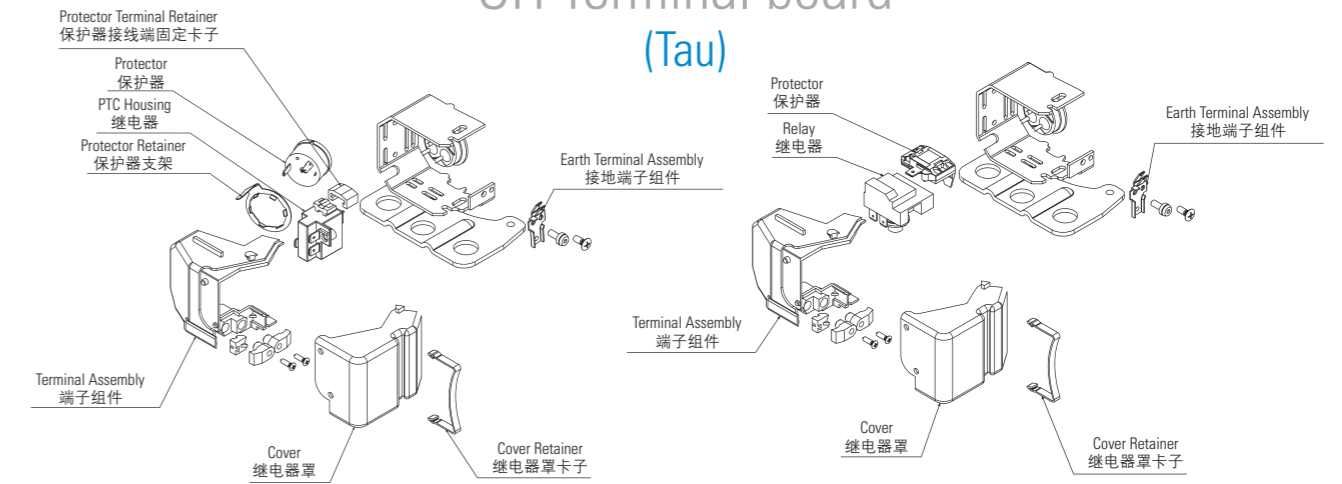 (Tau)
Protector Terminal Retainer
保护器接线端固定卡子
Protector
保护器
PTC Housing
继电器
Protector Retainer
保护器支架
Earth Terminal Assembly
接地端子组件
Terminal Assembly
端子组件
Cover
继电器罩
Cover Retainer
继电器罩卡子
Protector
保护器
Relay
继电器
Earth Terminal Assembly
接地端子组件
Terminal Assembly
端子组件
Cover
继电器罩
Cover Retainer
继电器罩卡子